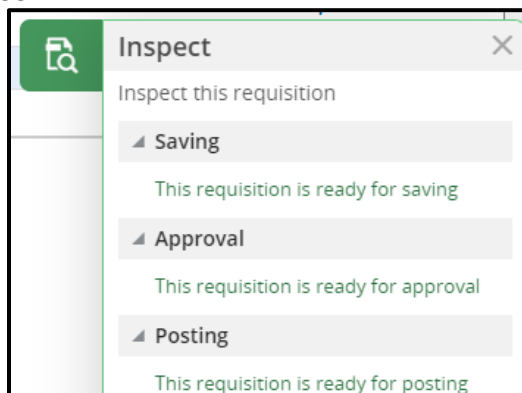 Inspect
Inspect this requisition
Saving
This requisition is ready for saving
Approval
This requisition is ready for approval
Posting
This requisition is ready for posting